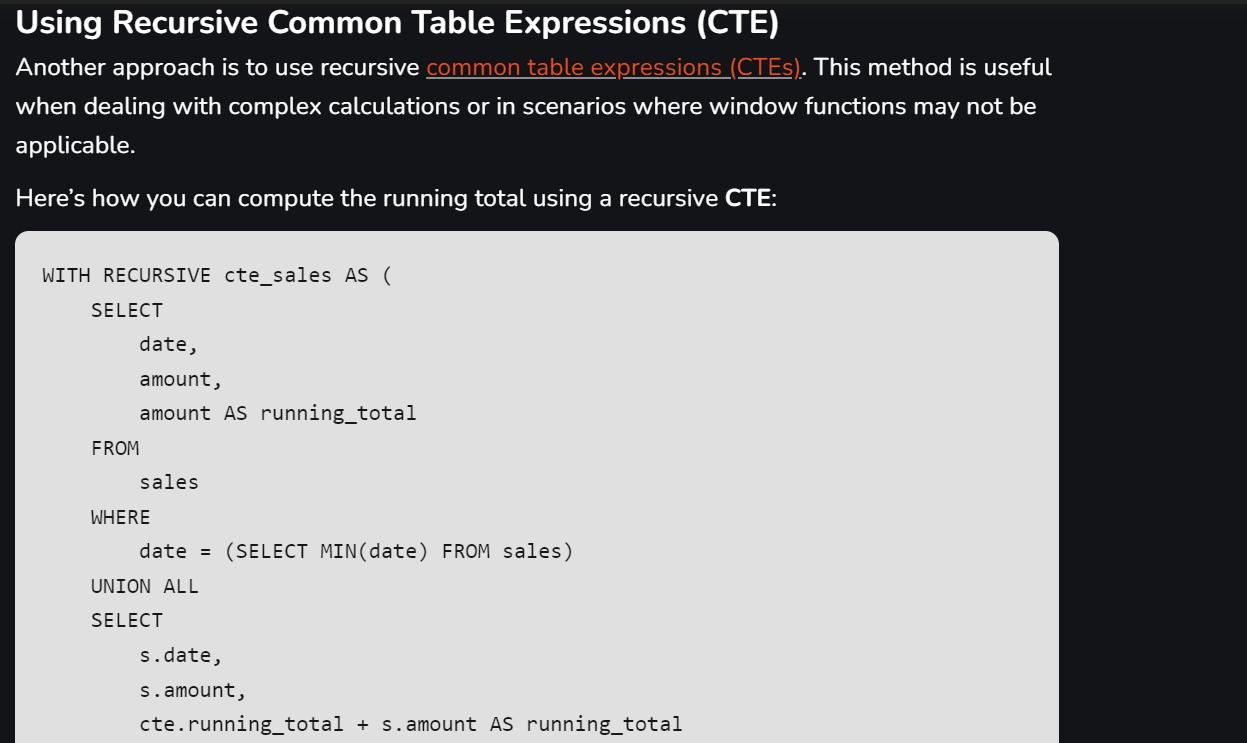 Using Recursive Common Table Expressions (CTE)
Another approach is to use recursive common table expressions (CTEs). This method is useful
when dealing with complex calculations or in scenarios where window functions may not be
applicable.
Here’s how you can compute the running total using a recursive CTE:
WITH RECURSIVE cte_sales AS (
    SELECT
        date,
        amount,
        amount AS running_total
    FROM
        sales
    WHERE
        date = (SELECT MIN(date) FROM sales)
    UNION ALL
    SELECT
        s.date,
        s.amount,
        cte.running_total + s.amount AS running_total